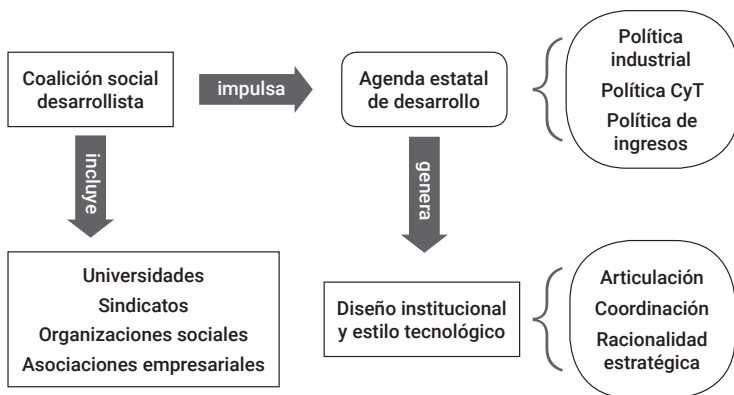 Coalición social
desarrollista
impulsa
Agenda estatal
de desarrollo
Política
industrial
Política CyT
Política de
ingresos
incluye
genera
Universidades
Sindicatos
Organizaciones sociales
Asociaciones empresariales
Diseño institucional
y estilo tecnológico
Articulación
Coordinación
Racionalidad
estratégica